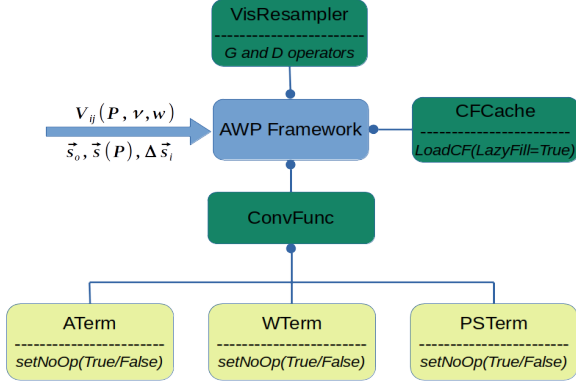 VisResampler
G and D operators
V_ij(P, ν, w)
s⃗_o, s⃗(P), Δs⃗_i
AWP Framework
CFCache
LoadCF(LazyFill=True)
ConvFunc
ATerm
setNoOp(True/False)
WTerm
setNoOp(True/False)
PSTerm
setNoOp(True/False)